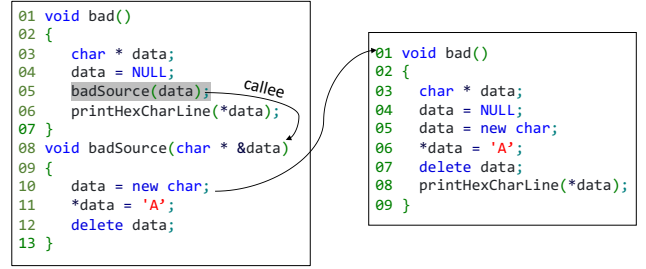 01 void bad()
02 {
03    char * data;
04    data = NULL;
05    badSource(data);
06    printHexCharLine(*data);
07 }
08 void badSource(char * &data)
09 {
10    data = new char;
11    *data = 'A’;
12    delete data;
13 }
callee
01 void bad()
02 {
03   char * data;
04   data = NULL;
05   data = new char;
06   *data = 'A’;
07   delete data;
08   printHexCharLine(*data);
09 }